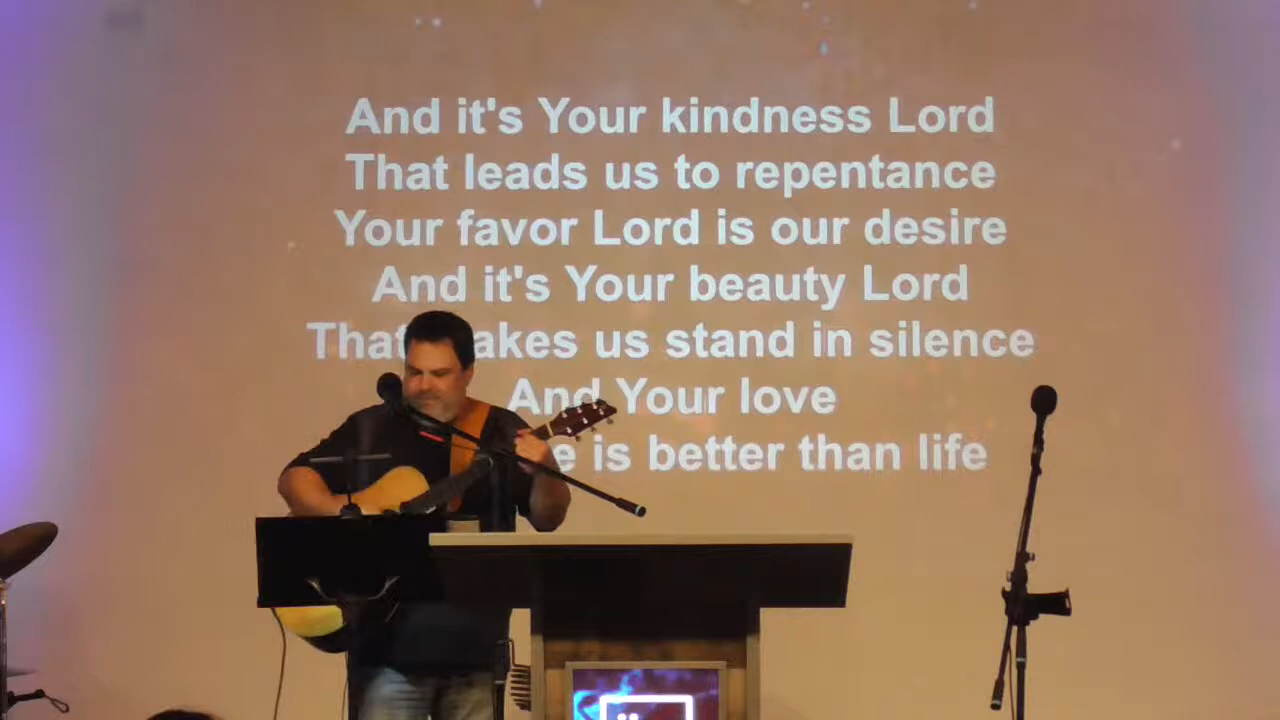 And it's Your kindness Lord
That leads us to repentance
Your favor Lord is our desire
And it's Your beauty Lord
That akes us stand in silence
And Your love
e is better than life